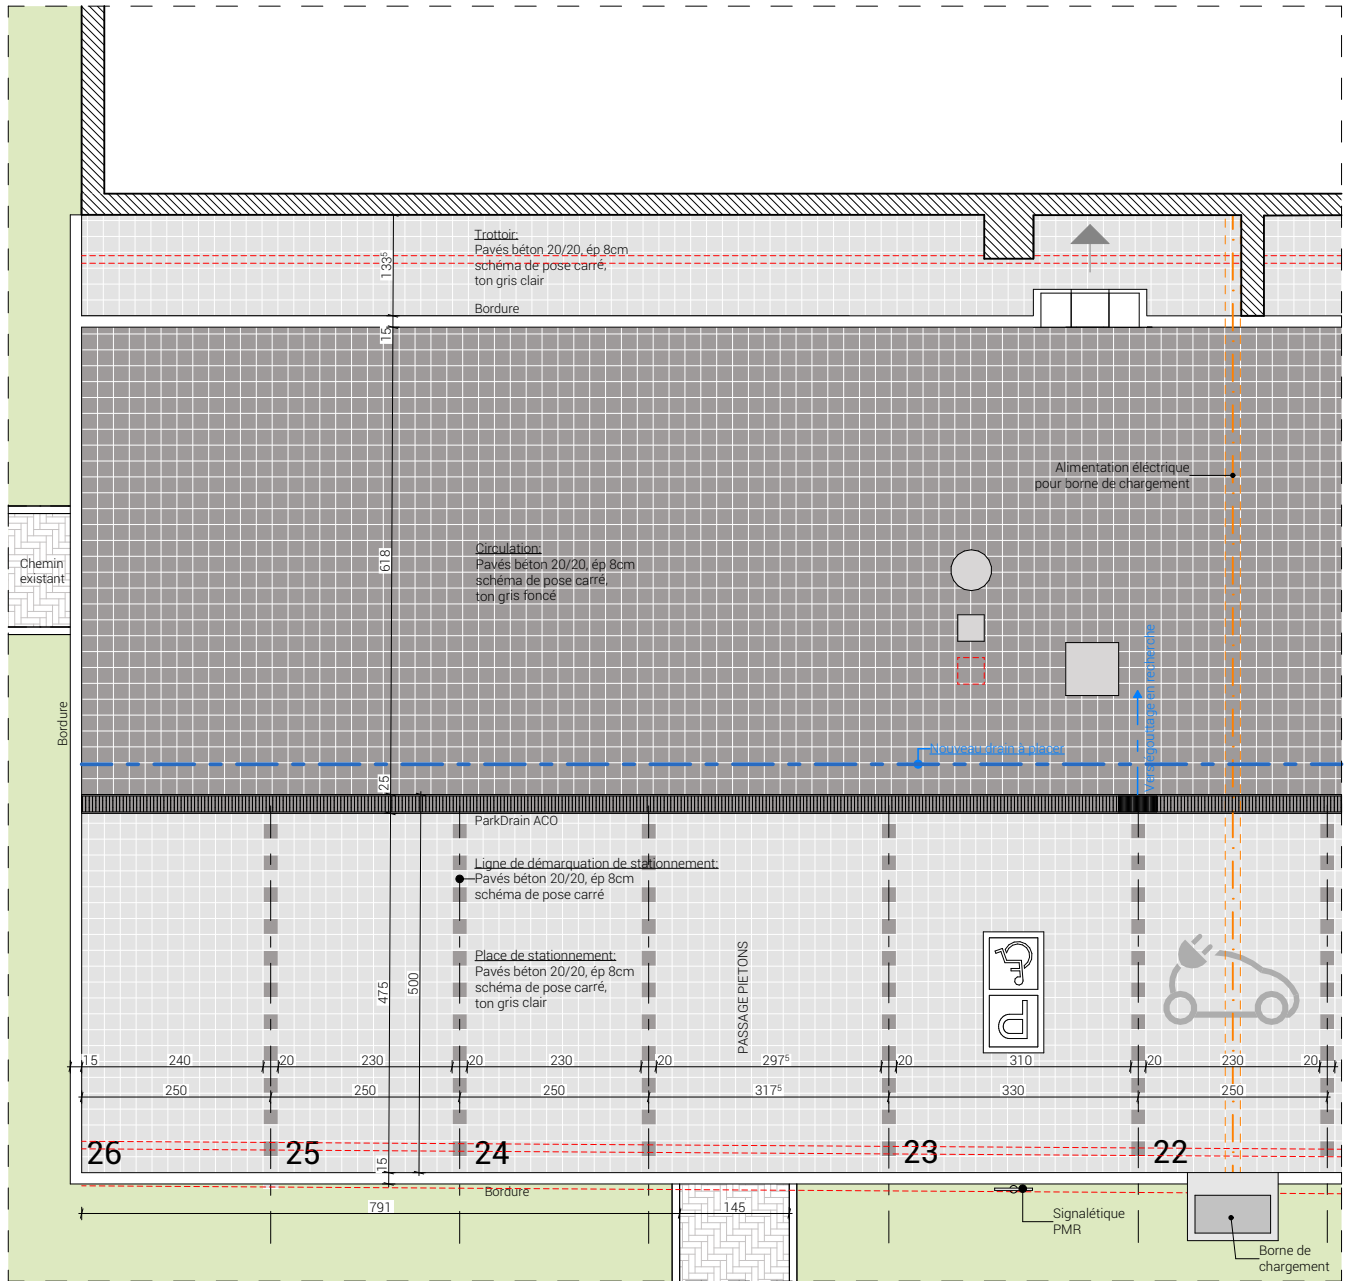 Trottoir:
Pavés béton 20/20, ép 8cm
schéma de pose carré,
ton gris clair
133⁵
Bordure
15
Alimentation éléctrique
pour borne de chargement
Circulation:
Pavés béton 20/20, ép 8cm
schéma de pose carré,
ton gris foncé
618
Chemin
existant
Vers égouttage en recherche
Bordure
Nouveau drain à placer
25
ParkDrain ACO
Ligne de démarquation de stationnement:
Pavés béton 20/20, ép 8cm
schéma de pose carré
Place de stationnement:
Pavés béton 20/20, ép 8cm
schéma de pose carré,
ton gris clair
475
500
PASSAGE PIETONS
P
15 240 20 230 20 230 20 297⁵ 20 310 20 230 20
250 250 250 317⁵ 330 250
26 25 24 23 22
15
Bordure
791 145
Signalétique
PMR
Borne de
chargement